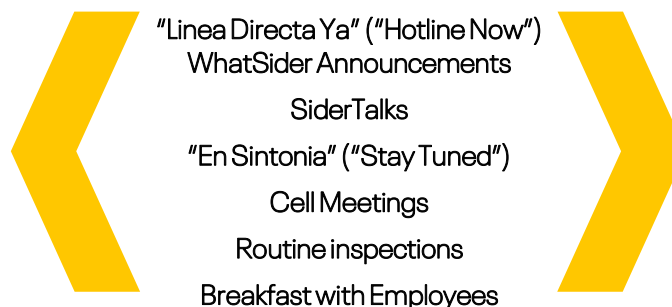 "Linea Directa Ya" ("Hotline Now")
WhatSider Announcements
SiderTalks
"En Sintonia" ("Stay Tuned")
Cell Meetings
Routine inspections
Breakfast with Employees